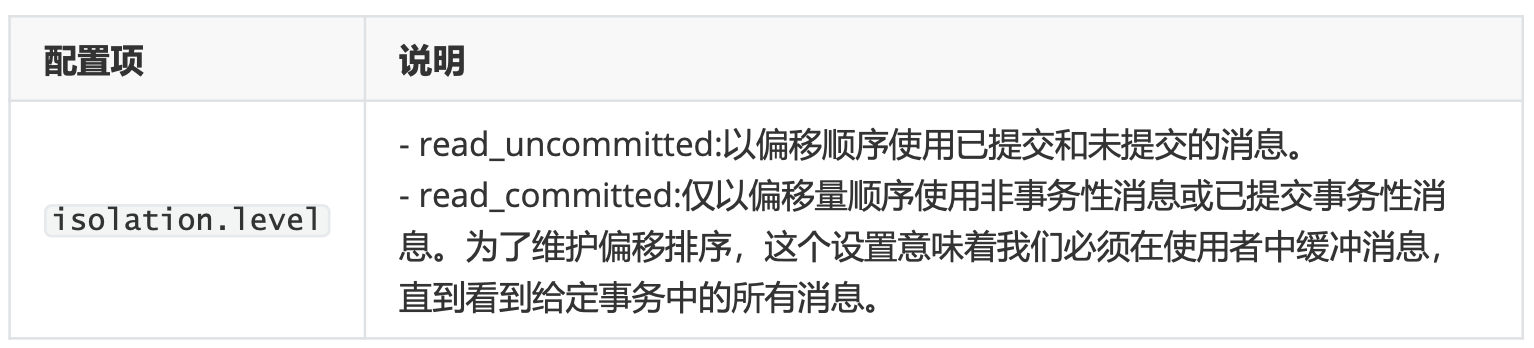 配置项 说明
- read_uncommitted:以偏移顺序使用已提交和未提交的消息。
isolation.level
- read_committed:仅以偏移量顺序使用非事务性消息或已提交事务性消
息。为了维护偏移排序，这个设置意味着我们必须在使用者中缓冲消息，
直到看到给定事务中的所有消息。